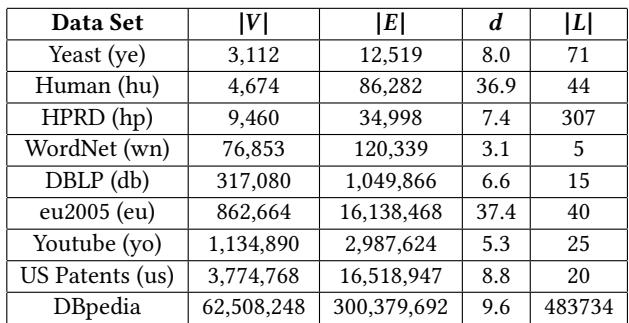 Data Set |V| |E| d |L|
Yeast (ye) 3,112 12,519 8.0 71
Human (hu) 4,674 86,282 36.9 44
HPRD (hp) 9,460 34,998 7.4 307
WordNet (wn) 76,853 120,339 3.1 5
DBLP (db) 317,080 1,049,866 6.6 15
eu2005 (eu) 862,664 16,138,468 37.4 40
Youtube (yo) 1,134,890 2,987,624 5.3 25
US Patents (us) 3,774,768 16,518,947 8.8 20
DBpedia 62,508,248 300,379,692 9.6 483734